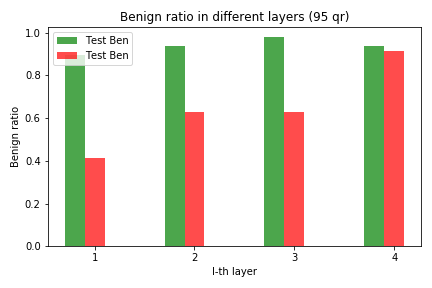 Benign ratio in different layers (95 qr)
Test Ben
Test Ben
Benign ratio
1.0
0.8
0.6
0.4
0.2
0.0
1 2 3 4
l-th layer